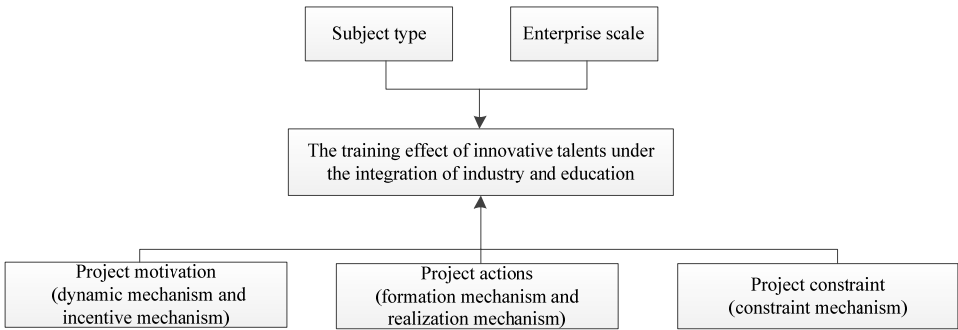 Subject type
Enterprise scale
The training effect of innovative talents under
the integration of industry and education
Project motivation
(dynamic mechanism and
incentive mechanism)
Project actions
(formation mechanism and
realization mechanism)
Project constraint
(constraint mechanism)